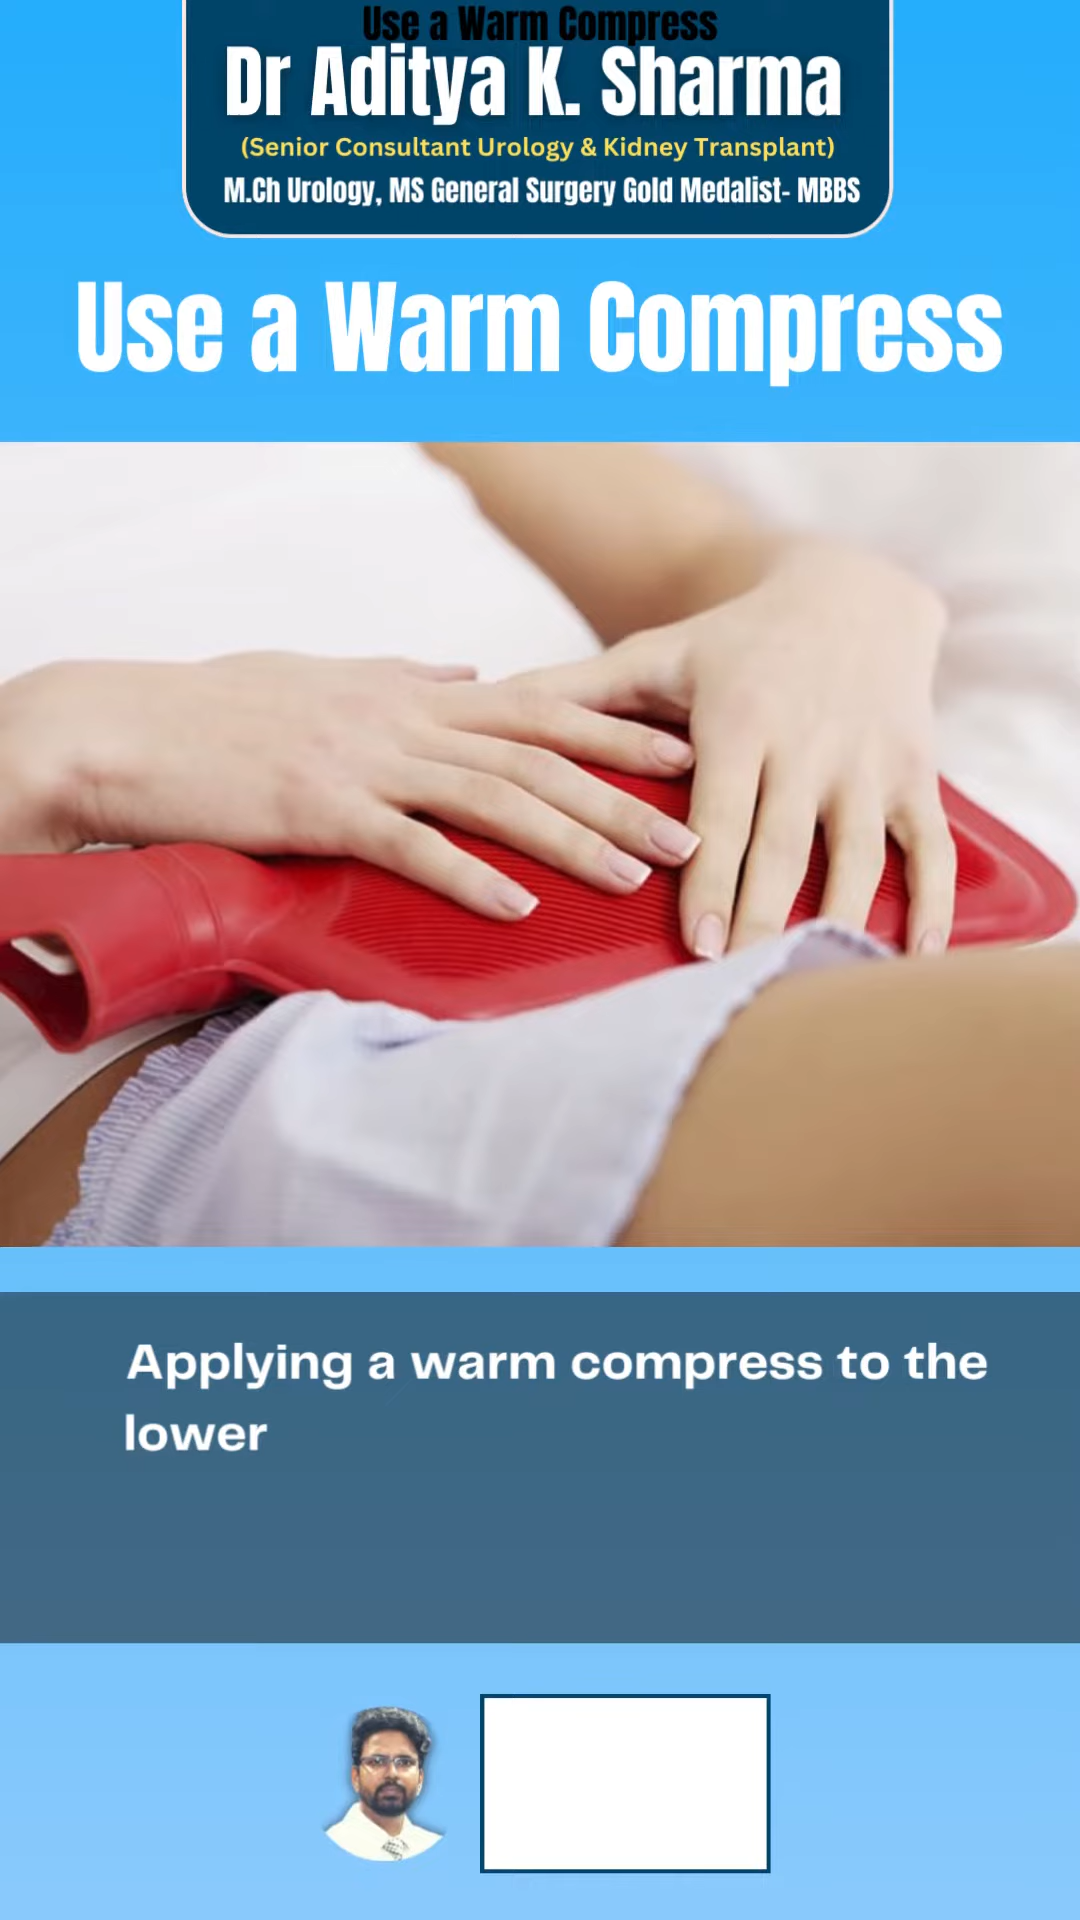 Use a Warm Compress
Dr Aditya K. Sharma
(Senior Consultant Urology & Kidney Transplant)
M.Ch Urology, MS General Surgery Gold Medalist- MBBS
Use a Warm Compress
Applying a warm compress to the
lower